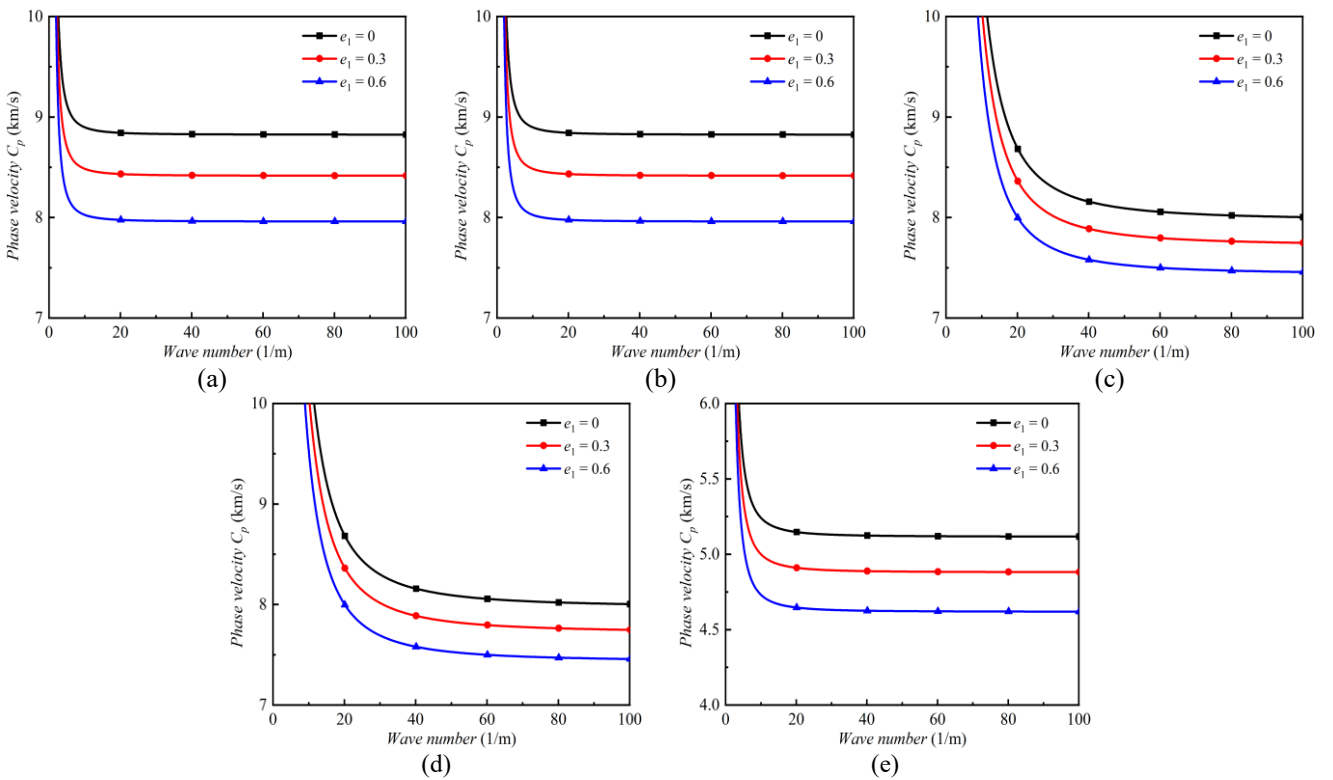 10
9
8
7
Phase velocity C_p (km/s)
e_1 = 0
e_1 = 0.3
e_1 = 0.6
0 20 40 60 80 100
Wave number (1/m)
(a)
10
9
8
7
Phase velocity C_p (km/s)
e_1 = 0
e_1 = 0.3
e_1 = 0.6
0 20 40 60 80 100
Wave number (1/m)
(b)
10
9
8
7
Phase velocity C_p (km/s)
e_1 = 0
e_1 = 0.3
e_1 = 0.6
0 20 40 60 80 100
Wave number (1/m)
(c)
10
9
8
7
Phase velocity C_p (km/s)
e_1 = 0
e_1 = 0.3
e_1 = 0.6
0 20 40 60 80 100
Wave number (1/m)
(d)
6.0
5.5
5.0
4.5
4.0
Phase velocity C_p (km/s)
e_1 = 0
e_1 = 0.3
e_1 = 0.6
0 20 40 60 80 100
Wave number (1/m)
(e)